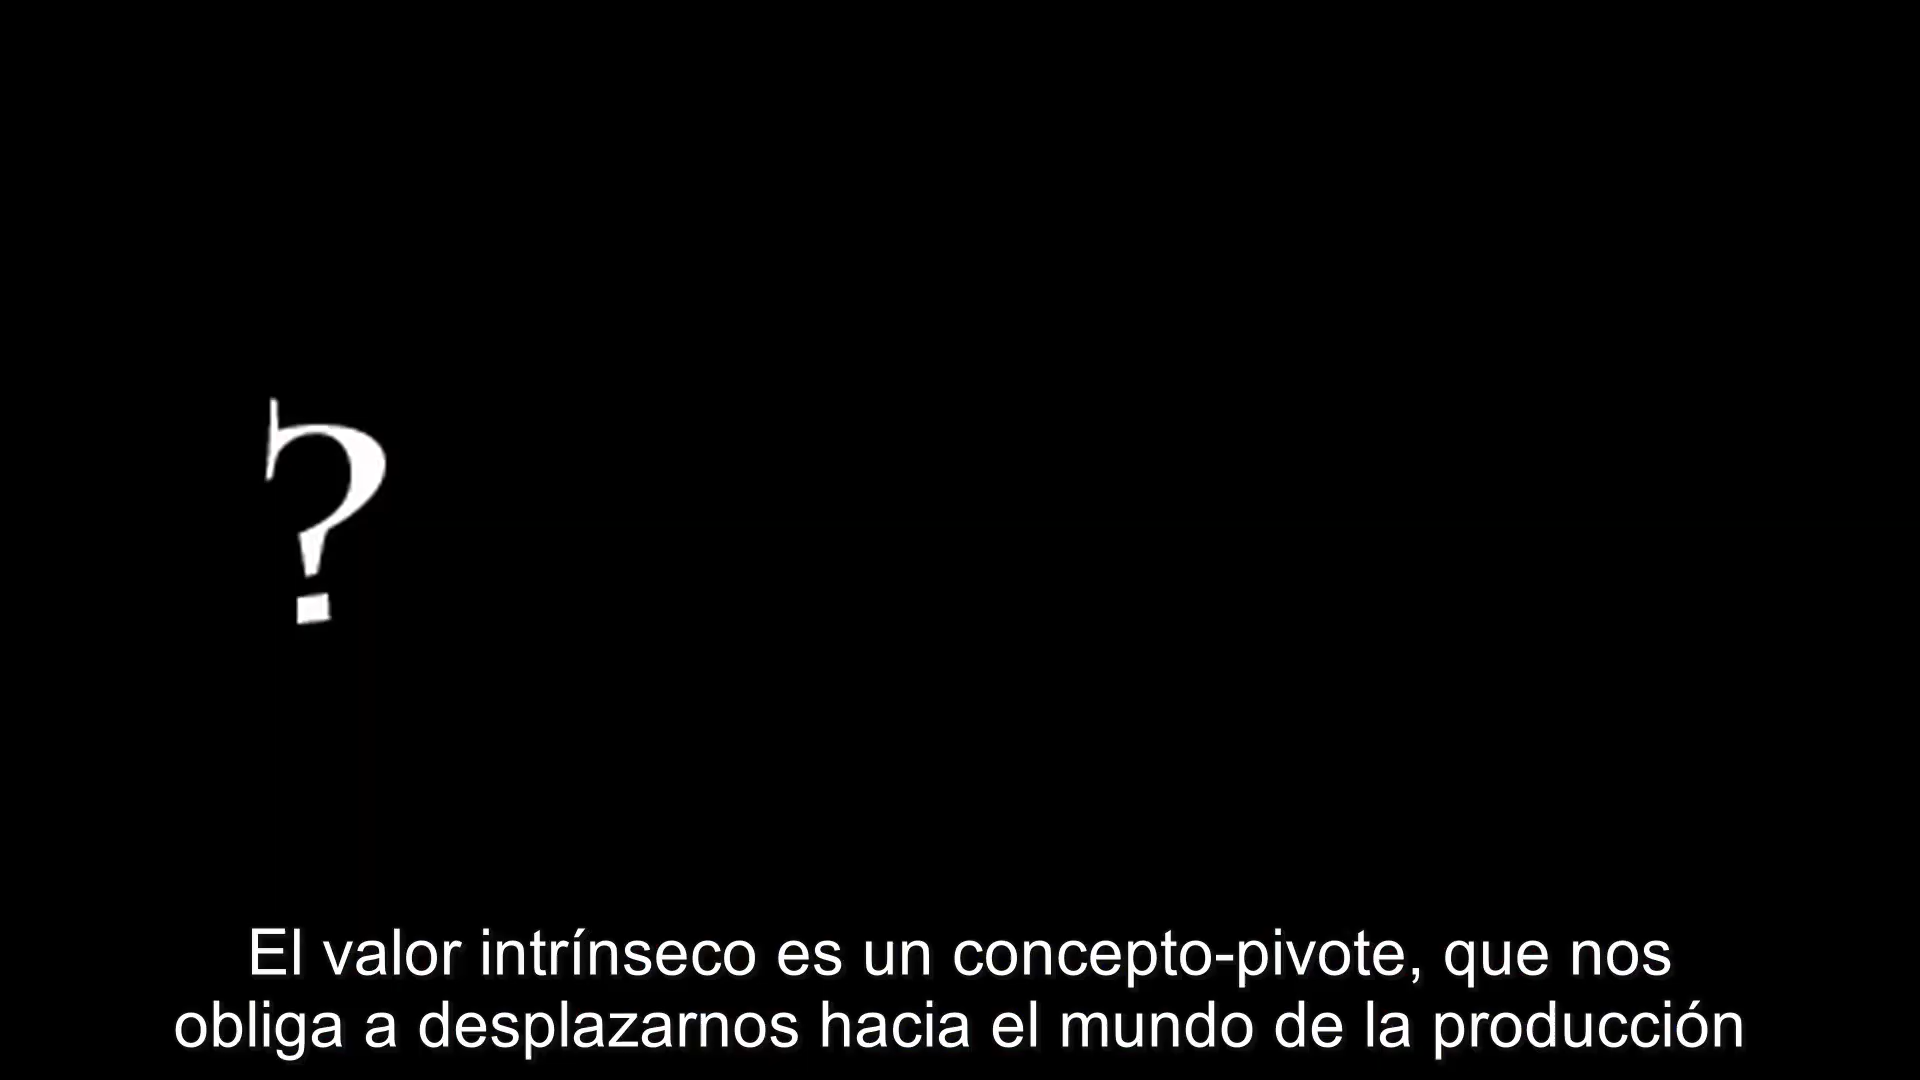 ?
El valor intrínseco es un concepto-pivote, que nos
obliga a desplazarnos hacia el mundo de la producción